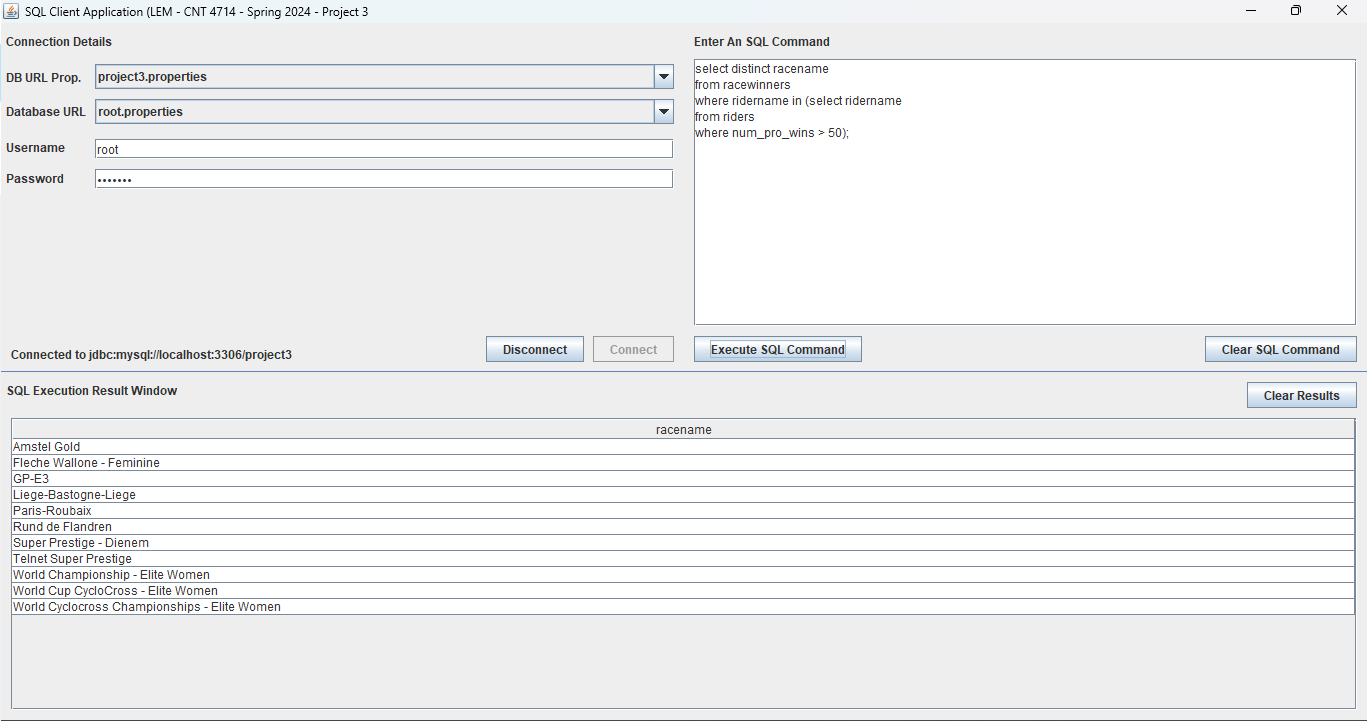 SQL Client Application (LEM - CNT 4714 - Spring 2024 - Project 3
Connection Details
DB URL Prop.
project3.properties
Database URL
root.properties
Username
root
Password
•••••••
Connected to jdbc:mysql://localhost:3306/project3
Disconnect
Connect
Enter An SQL Command
select distinct racename
from racewinners
where ridername in (select ridername
from riders
where num_pro_wins > 50);
Execute SQL Command
Clear SQL Command
SQL Execution Result Window
Clear Results
racename
Amstel Gold
Fleche Wallone - Feminine
GP-E3
Liege-Bastogne-Liege
Paris-Roubaix
Rund de Flandren
Super Prestige - Dienem
Telnet Super Prestige
World Championship - Elite Women
World Cup CycloCross - Elite Women
World Cyclocross Championships - Elite Women